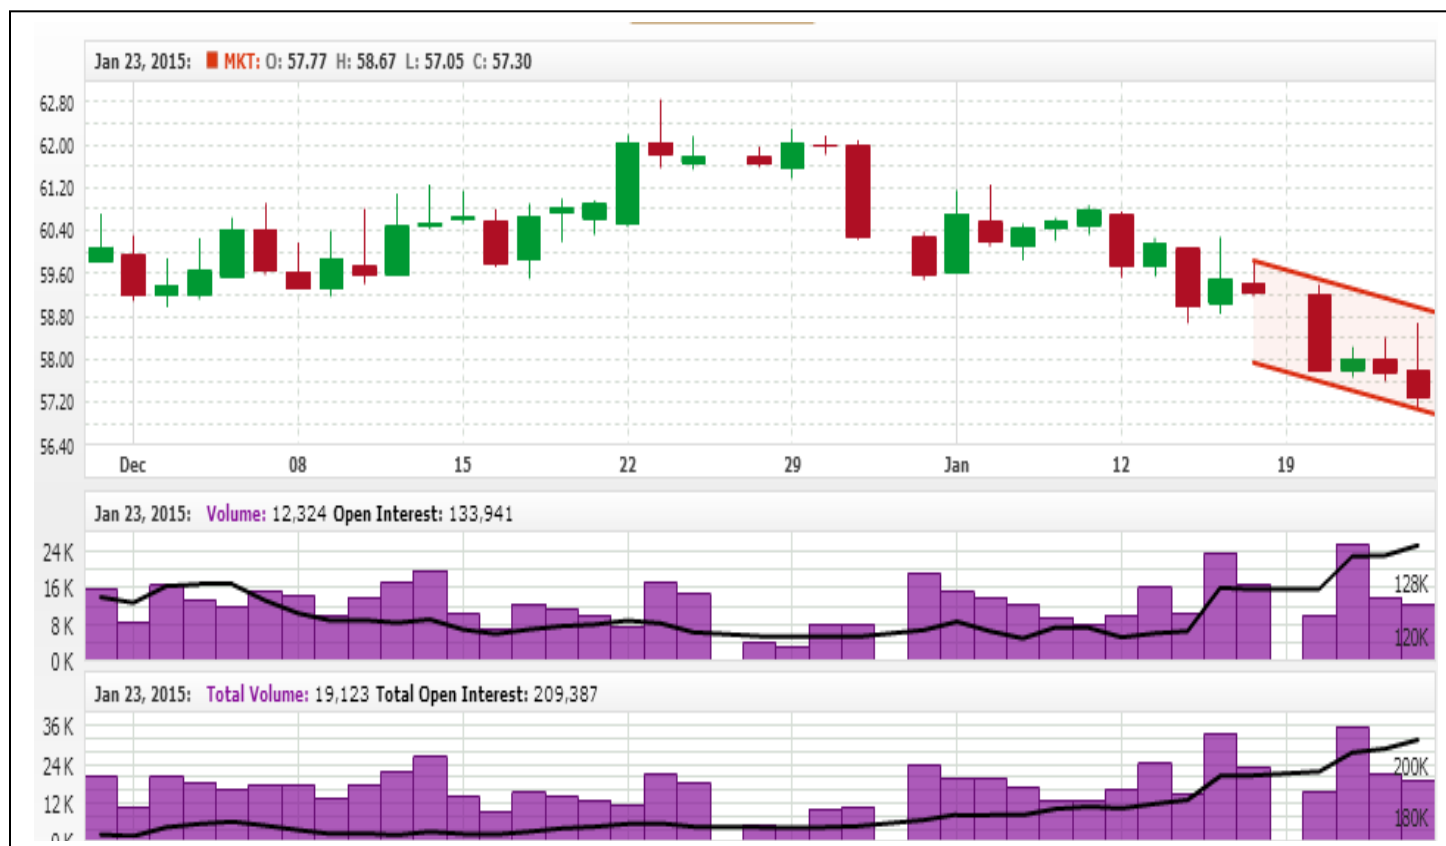 Jan 23, 2015: MKT: O: 57.77 H: 58.67 L: 57.05 C: 57.30
62.80
62.00
61.20
60.40
59.60
58.80
58.00
57.20
56.40
Dec 08 15 22 29 Jan 12 19
Jan 23, 2015: Volume: 12,324 Open Interest: 133,941
24K
16K 128K
8K 120K
0K
Jan 23, 2015: Total Volume: 19,123 Total Open Interest: 209,387
36K
24K 200K
12K 180K
0K